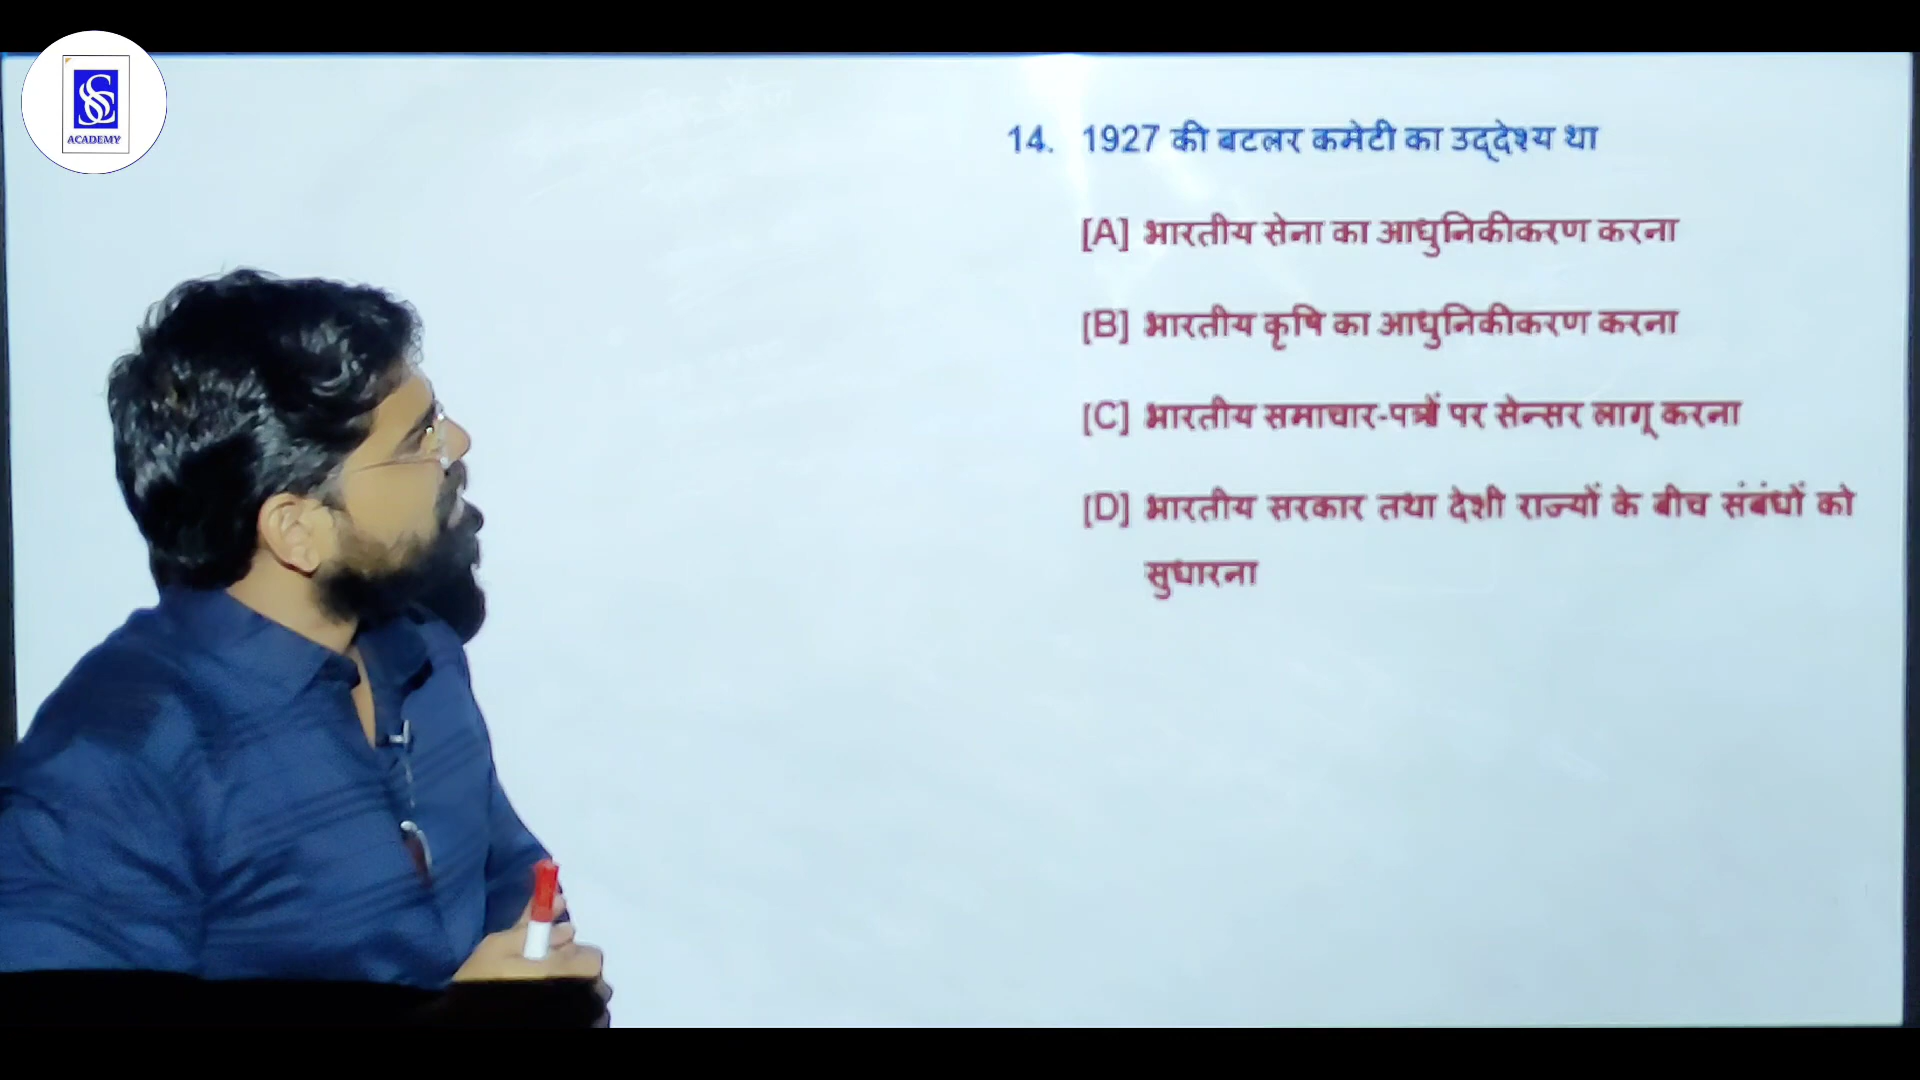 SSC
ACADEMY
14. 1927 की बटलर कमेटी का उद्देश्य था
[A] भारतीय सेना का आधुनिकीकरण करना
[B] भारतीय कृषि का आधुनिकीकरण करना
[C] भारतीय समाचार-पत्रों पर सेन्सर लागू करना
[D] भारतीय सरकार तथा देशी राज्यों के बीच संबंधों को
सुधारना